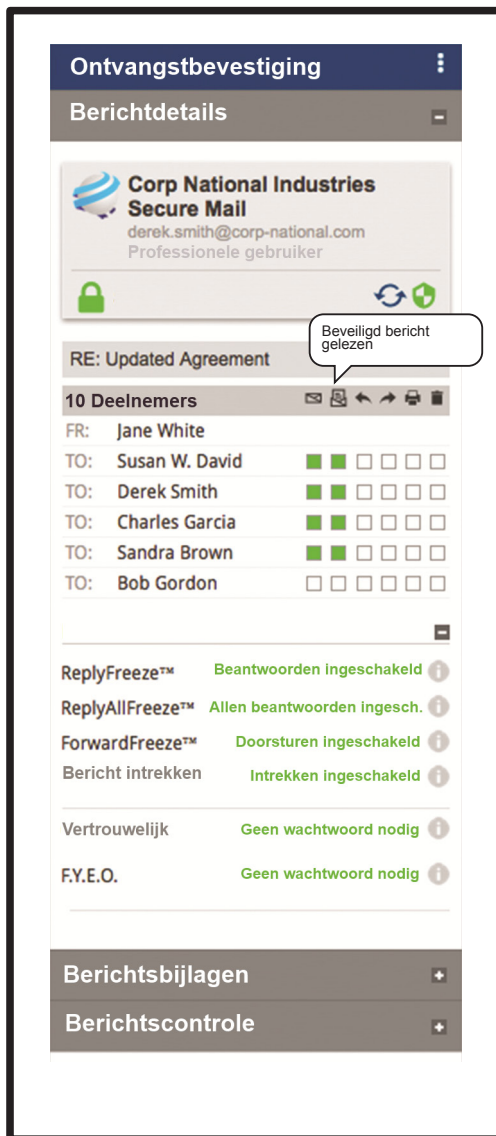 Ontvangstbevestiging
Berichtdetails
Corp National Industries
Secure Mail
derek.smith@corp-national.com
Professionele gebruiker
Beveiligd bericht
gelezen
RE: Updated Agreement
10 Deelnemers
FR: Jane White
TO: Susan W. David
TO: Derek Smith
TO: Charles Garcia
TO: Sandra Brown
TO: Bob Gordon
ReplyFreeze™ Beantwoorden ingeschakeld
ReplyAllFreeze™ Allen beantwoorden ingesch.
ForwardFreeze™ Doorsturen ingeschakeld
Bericht intrekken Intrekken ingeschakeld
Vertrouwelijk Geen wachtwoord nodig
F.Y.E.O. Geen wachtwoord nodig
Berichtsbijlagen
Berichtscontrole